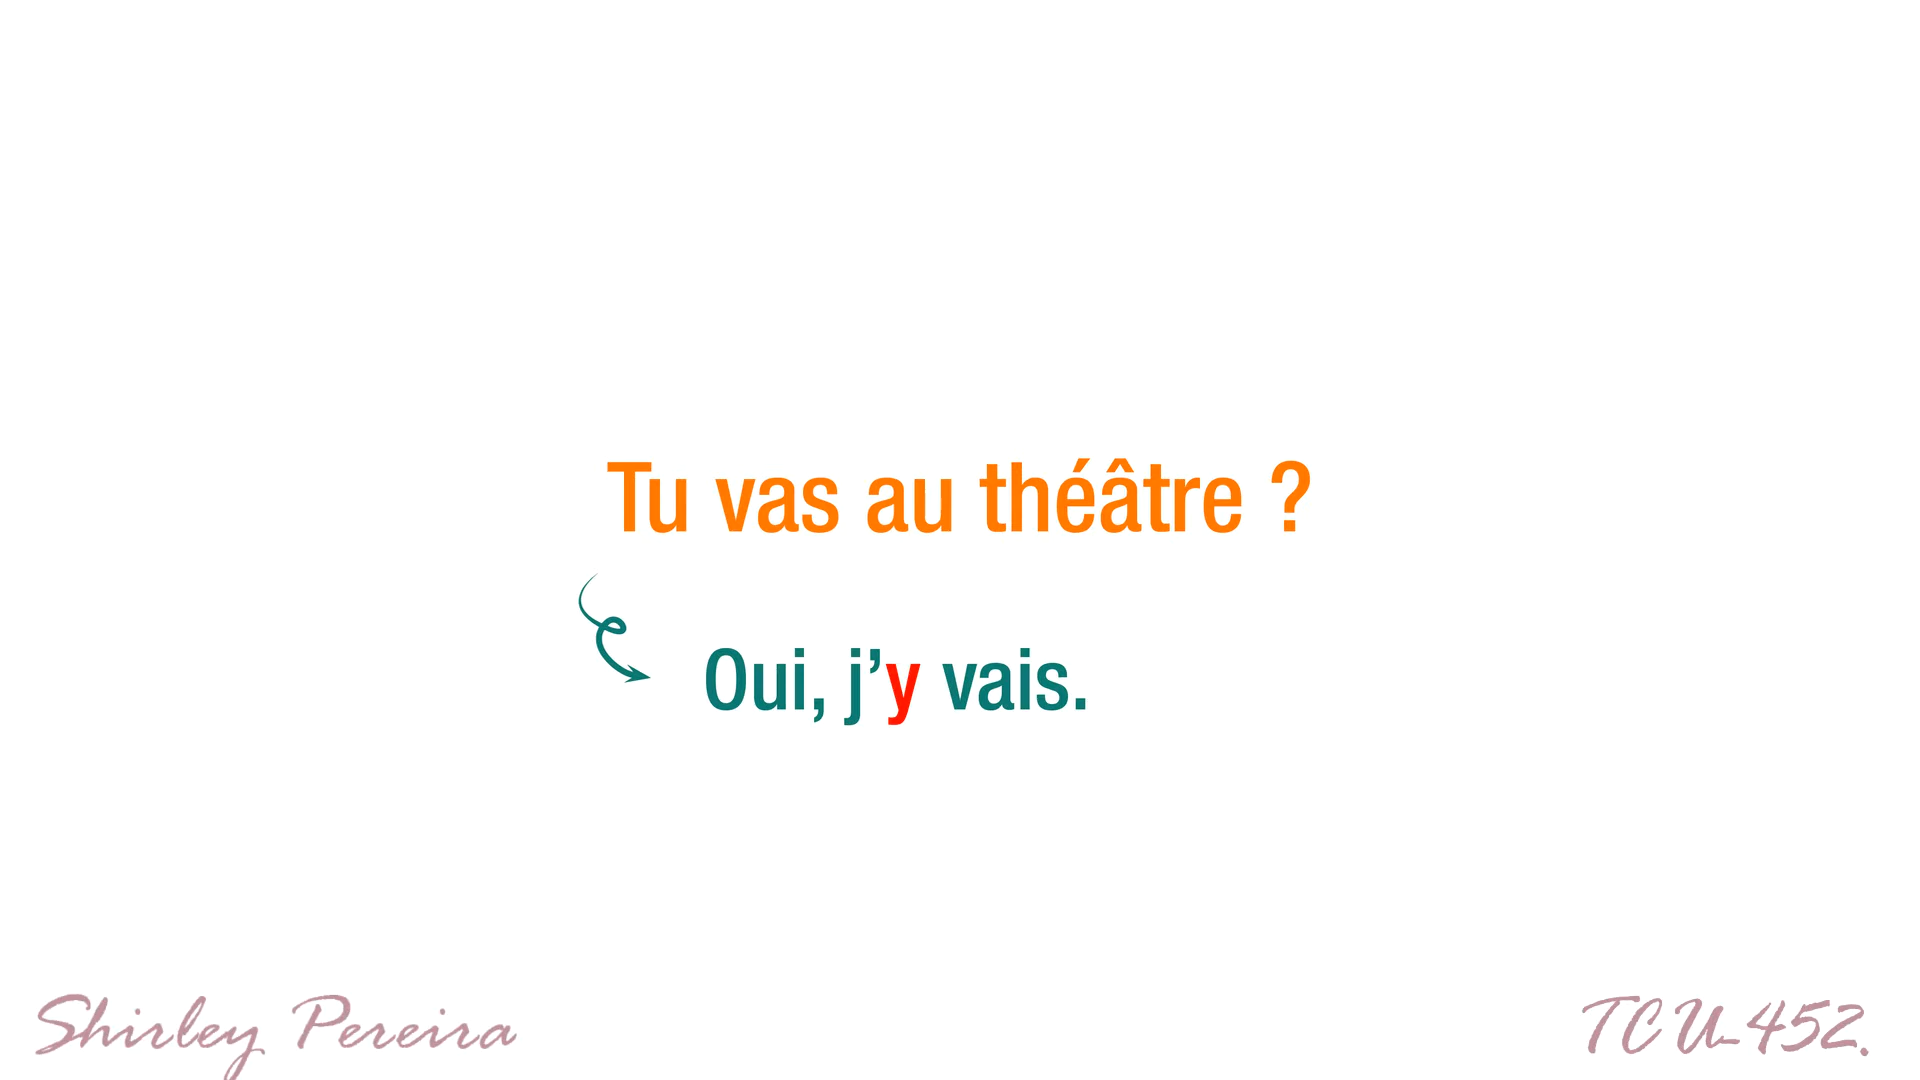 Tu vas au théâtre ?
Oui, j’y vais.
Shirley Pereira
TCU-452.